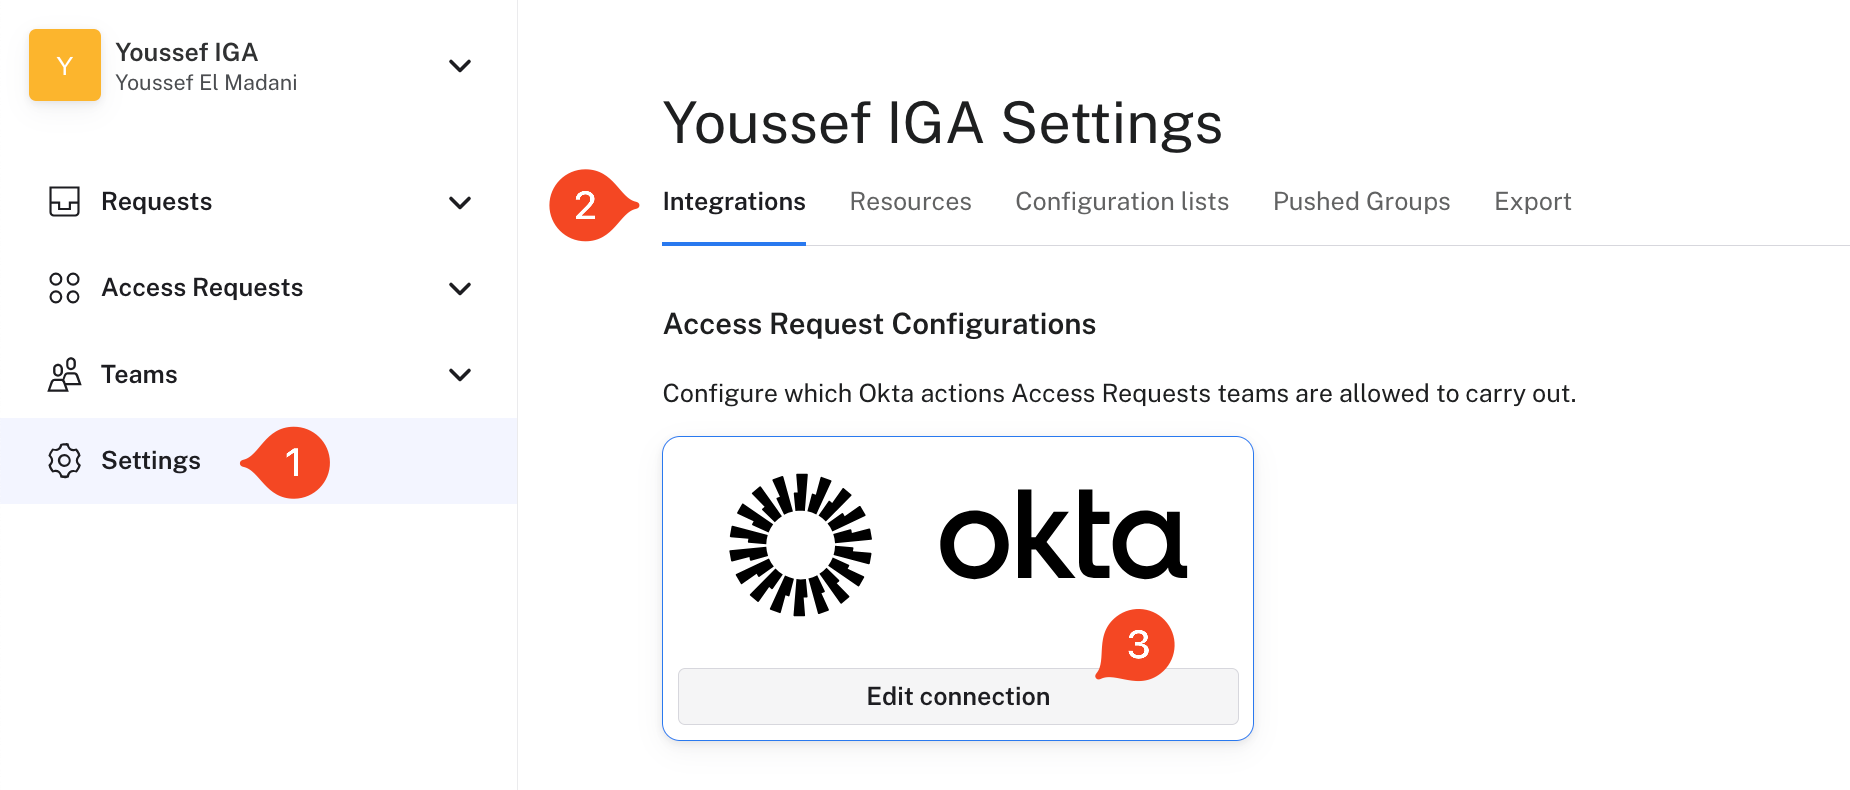 Y
Youssef IGA
Youssef El Madani
Requests
Access Requests
Teams
Settings
1
Youssef IGA Settings
2
Integrations Resources Configuration lists Pushed Groups Export
Access Request Configurations
Configure which Okta actions Access Requests teams are allowed to carry out.
okta
3
Edit connection